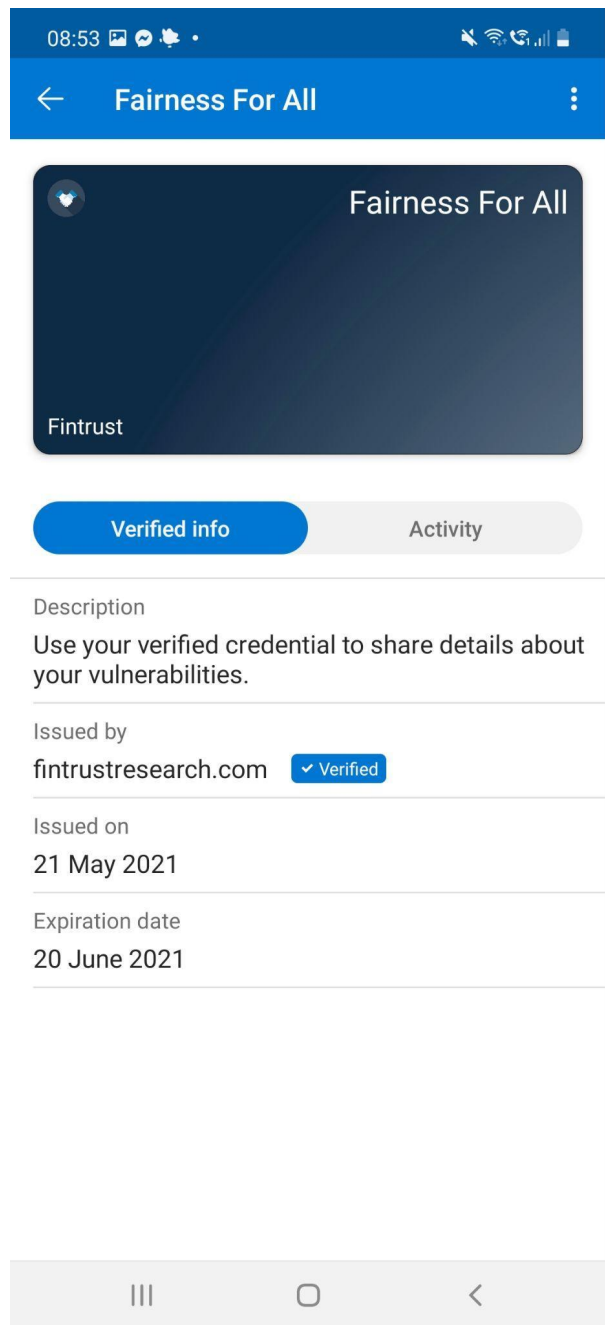 08:53
Fairness For All
Fairness For All
Fintrust
Verified info Activity
Description
Use your verified credential to share details about
your vulnerabilities.
Issued by
fintrustresearch.com Verified
Issued on
21 May 2021
Expiration date
20 June 2021